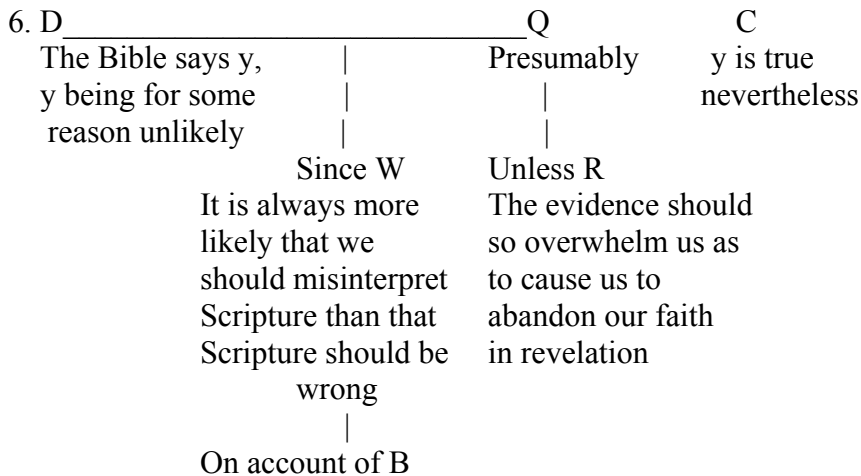 6. D______________________________Q C
The Bible says y, | Presumably y is true
y being for some | | nevertheless
reason unlikely | |
Since W Unless R
It is always more The evidence should
likely that we so overwhelm us as
should misinterpret to cause us to
Scripture than that abandon our faith
Scripture should be in revelation
wrong
|
On account of B